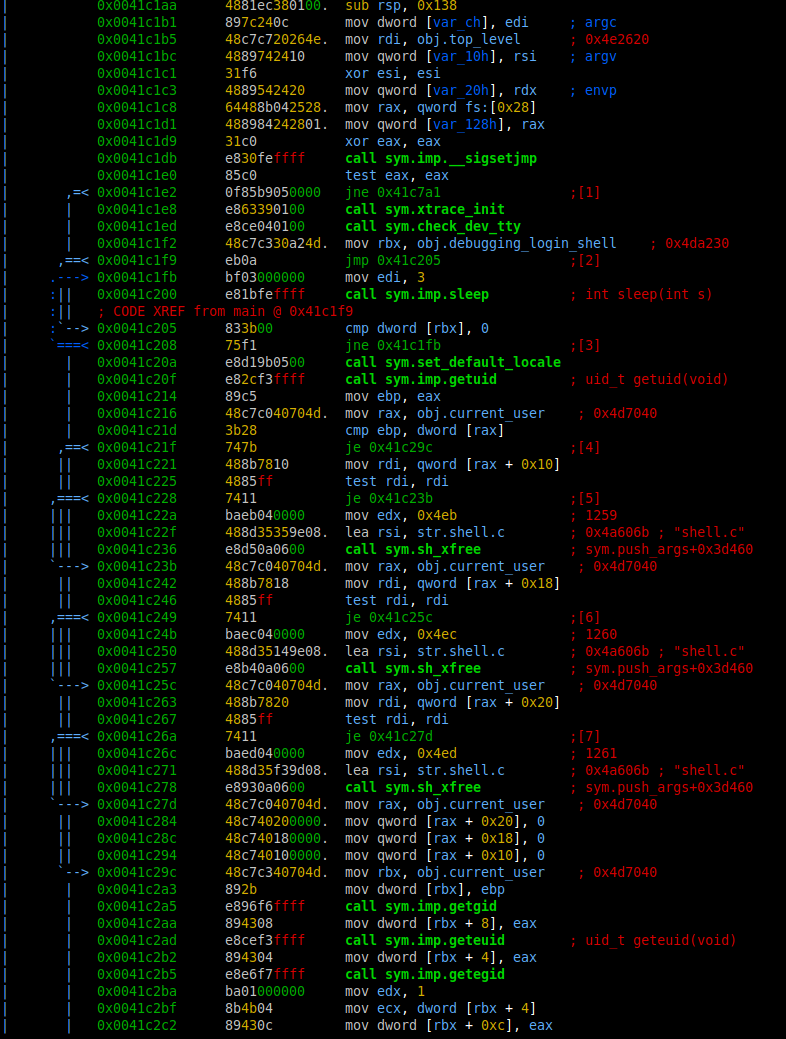 0x0041c1aa 4881ec380100. sub rsp, 0x138
0x0041c1b1 897c240c mov dword [var_ch], edi ; argc
0x0041c1b5 48c7c720264e. mov rdi, obj.top_level ; 0x4e2620
0x0041c1bc 4889742410 mov qword [var_10h], rsi ; argv
0x0041c1c1 31f6 xor esi, esi
0x0041c1c3 4889542420 mov qword [var_20h], rdx ; envp
0x0041c1c8 64488b042528. mov rax, qword fs:[0x28]
0x0041c1d1 488984242801. mov qword [var_128h], rax
0x0041c1d9 31c0 xor eax, eax
0x0041c1db e830feffff call sym.imp.__sigsetjmp
0x0041c1e0 85c0 test eax, eax
,=< 0x0041c1e2 0f85b9050000 jne 0x41c7a1 ;[1]
| 0x0041c1e8 e863390100 call sym.xtrace_init
| 0x0041c1ed e8ce040100 call sym.check_dev_tty
| 0x0041c1f2 48c7c330a24d. mov rbx, obj.debugging_login_shell ; 0x4da230
,==< 0x0041c1f9 eb0a jmp 0x41c205 ;[2]
.---> 0x0041c1fb bf03000000 mov edi, 3
:|| 0x0041c200 e81bfeffff call sym.imp.sleep ; int sleep(int s)
:|| ; CODE XREF from main @ 0x41c1f9
:`--> 0x0041c205 833b00 cmp dword [rbx], 0
`===< 0x0041c208 75f1 jne 0x41c1fb ;[3]
| 0x0041c20a e8d19b0500 call sym.set_default_locale
| 0x0041c20f e82cf3ffff call sym.imp.getuid ; uid_t getuid(void)
| 0x0041c214 89c5 mov ebp, eax
| 0x0041c216 48c7c040704d. mov rax, obj.current_user ; 0x4d7040
| 0x0041c21d 3b28 cmp ebp, dword [rax]
,==< 0x0041c21f 747b je 0x41c29c ;[4]
|| 0x0041c221 488b7810 mov rdi, qword [rax + 0x10]
|| 0x0041c225 4885ff test rdi, rdi
,===< 0x0041c228 7411 je 0x41c23b ;[5]
||| 0x0041c22a baeb040000 mov edx, 0x4eb ; 1259
||| 0x0041c22f 488d35359e08. lea rsi, str.shell.c ; 0x4a606b ; "shell.c"
||| 0x0041c236 e8d50a0600 call sym.sh_xfree ; sym.push_args+0x3d460
`---> 0x0041c23b 48c7c040704d. mov rax, obj.current_user ; 0x4d7040
|| 0x0041c242 488b7818 mov rdi, qword [rax + 0x18]
|| 0x0041c246 4885ff test rdi, rdi
,===< 0x0041c249 7411 je 0x41c25c ;[6]
||| 0x0041c24b baec040000 mov edx, 0x4ec ; 1260
||| 0x0041c250 488d35149e08. lea rsi, str.shell.c ; 0x4a606b ; "shell.c"
||| 0x0041c257 e8b40a0600 call sym.sh_xfree ; sym.push_args+0x3d460
`---> 0x0041c25c 48c7c040704d. mov rax, obj.current_user ; 0x4d7040
|| 0x0041c263 488b7820 mov rdi, qword [rax + 0x20]
|| 0x0041c267 4885ff test rdi, rdi
,===< 0x0041c26a 7411 je 0x41c27d ;[7]
||| 0x0041c26c baed040000 mov edx, 0x4ed ; 1261
||| 0x0041c271 488d35f39d08. lea rsi, str.shell.c ; 0x4a606b ; "shell.c"
||| 0x0041c278 e8930a0600 call sym.sh_xfree ; sym.push_args+0x3d460
`---> 0x0041c27d 48c7c040704d. mov rax, obj.current_user ; 0x4d7040
|| 0x0041c284 48c740200000. mov qword [rax + 0x20], 0
|| 0x0041c28c 48c740180000. mov qword [rax + 0x18], 0
|| 0x0041c294 48c740100000. mov qword [rax + 0x10], 0
`--> 0x0041c29c 48c7c340704d. mov rbx, obj.current_user ; 0x4d7040
| 0x0041c2a3 892b mov dword [rbx], ebp
| 0x0041c2a5 e896f6ffff call sym.imp.getgid
| 0x0041c2aa 894308 mov dword [rbx + 8], eax
| 0x0041c2ad e8cef3ffff call sym.imp.geteuid ; uid_t geteuid(void)
| 0x0041c2b2 894304 mov dword [rbx + 4], eax
| 0x0041c2b5 e8e6f7ffff call sym.imp.getegid
| 0x0041c2ba ba01000000 mov edx, 1
| 0x0041c2bf 8b4b04 mov ecx, dword [rbx + 4]
| 0x0041c2c2 89430c mov dword [rbx + 0xc], eax